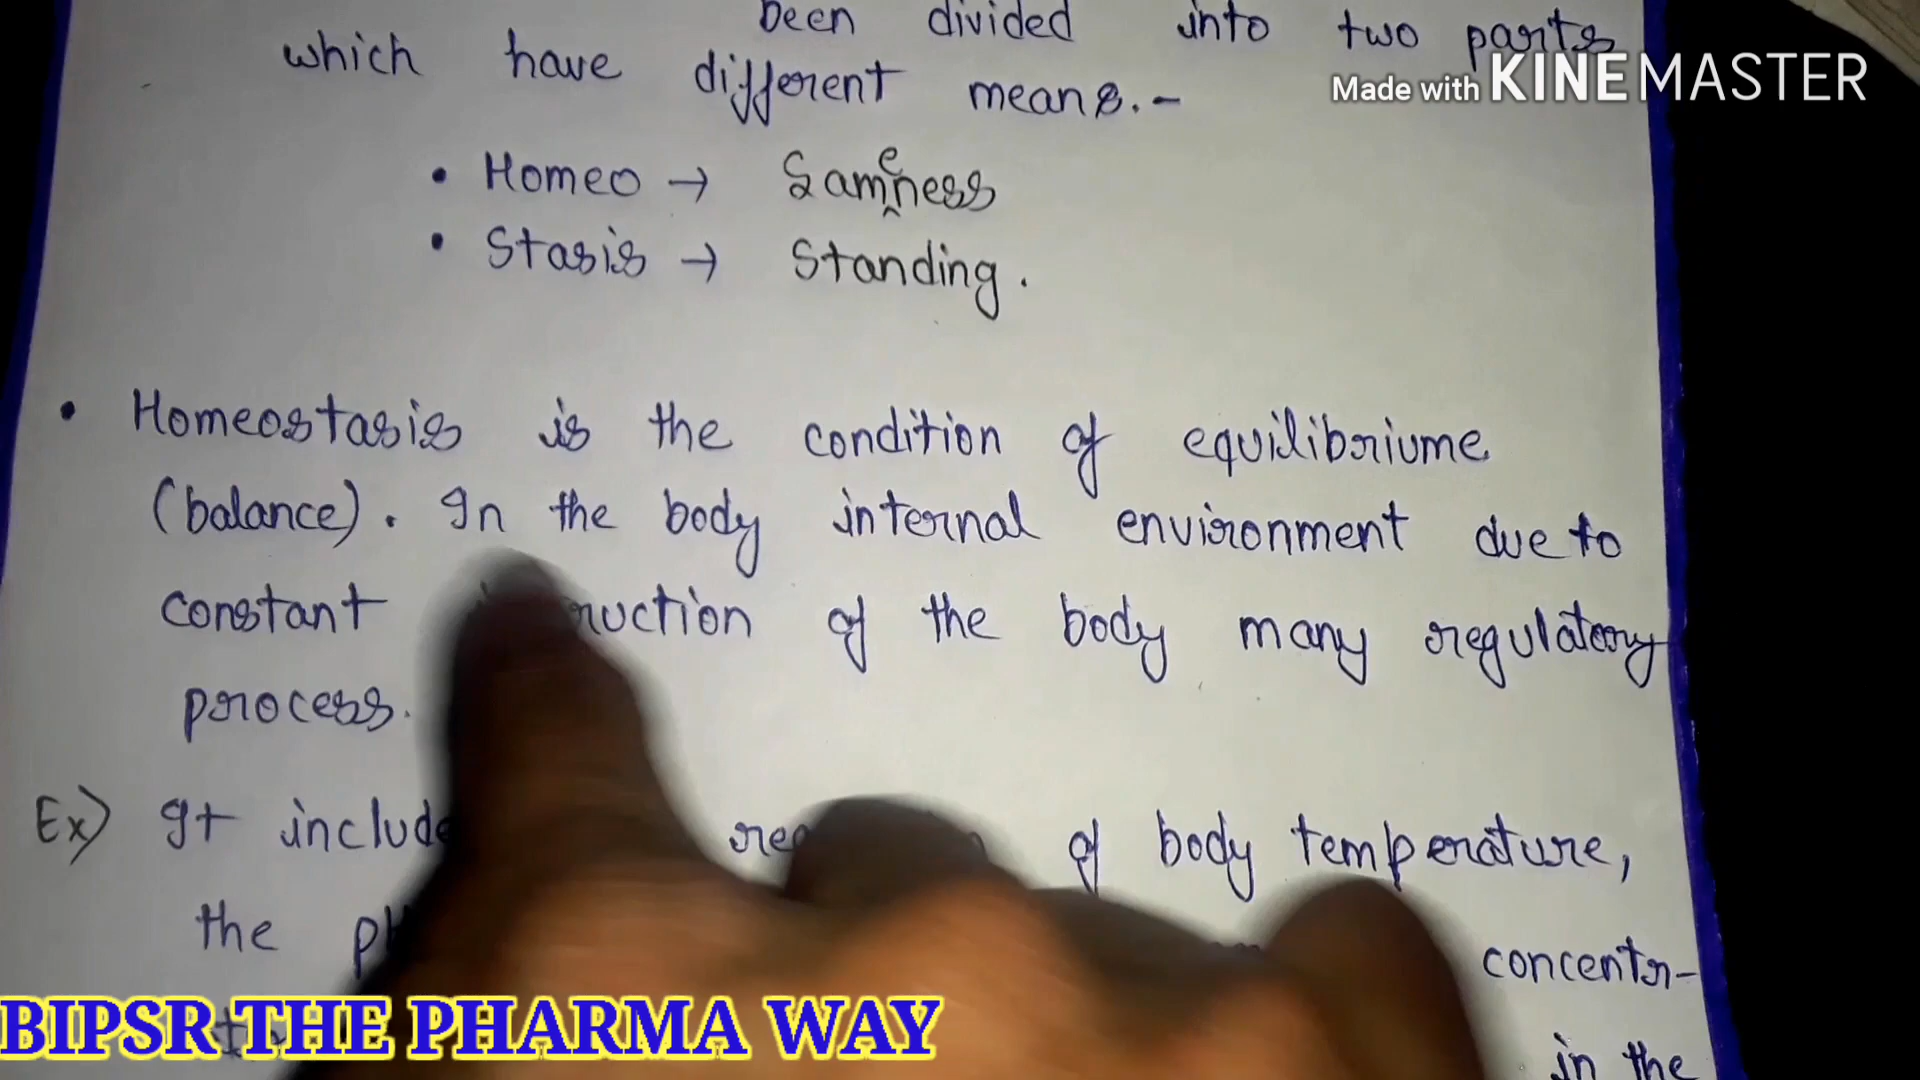 been divided into two parts
Made with KINEMASTER
which have different means.-
• Homeo → Sameness
• Stasis → Standing.
• Homeostasis is the condition of equilibriume
(balance). In the body internal environment due to
constant of the body many regulatory
process.
Ex) It include of body temperature,
the concentr-
in the
BIPSR THE PHARMA WAY